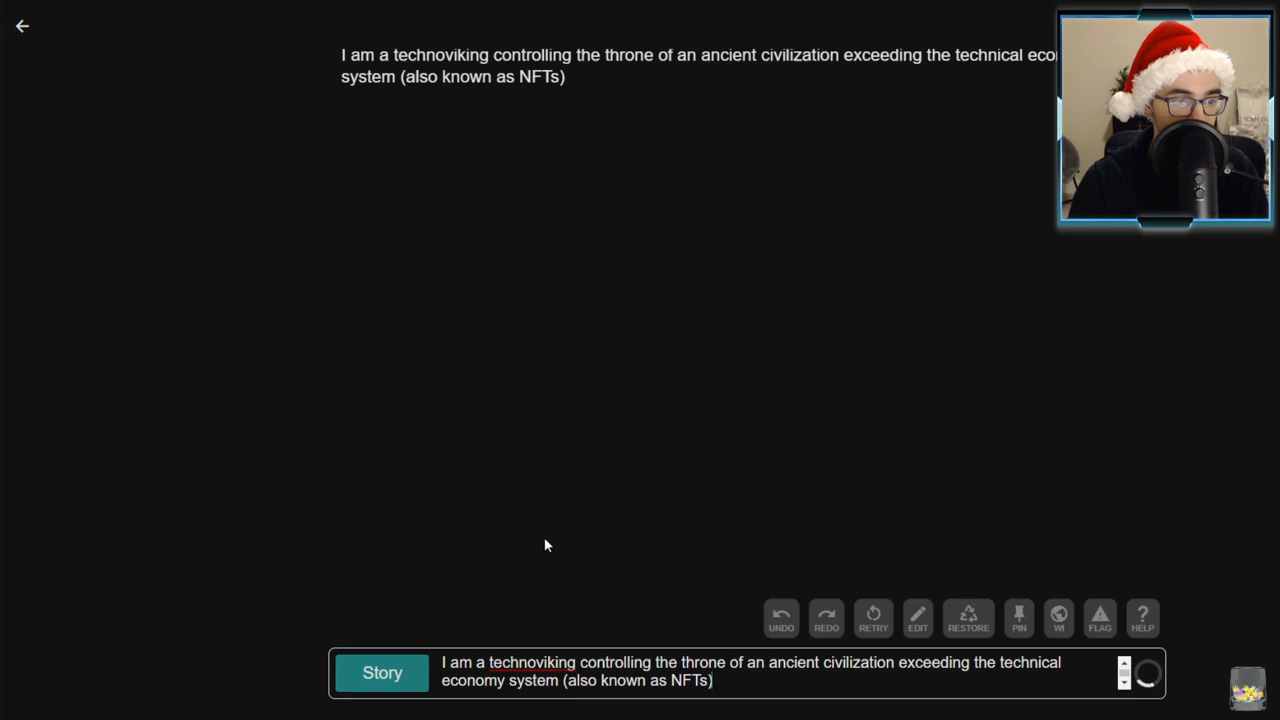 I am a technoviking controlling the throne of an ancient civilization exceeding the technical eco
system (also known as NFTs)
UNDO
REDO
RETRY
EDIT
RESTORE
PIN
WI
FLAG
HELP
Story
I am a technoviking controlling the throne of an ancient civilization exceeding the technical
economy system (also known as NFTs)